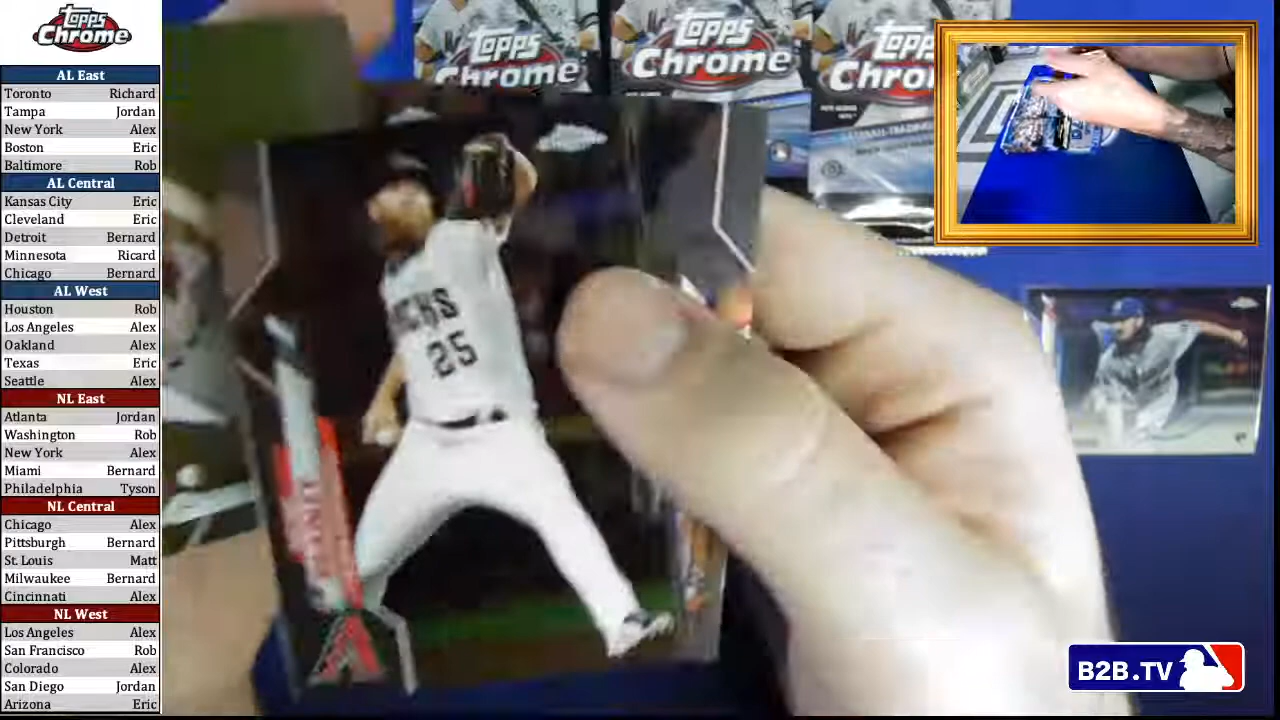 Topps
Chrome
AL East
Toronto Richard
Tampa Jordan
New York Alex
Boston Eric
Baltimore Rob
AL Central
Kansas City Eric
Cleveland Eric
Detroit Bernard
Minnesota Ricard
Chicago Bernard
AL West
Houston Rob
Los Angeles Alex
Oakland Alex
Texas Eric
Seattle Alex
NL East
Atlanta Jordan
Washington Rob
New York Alex
Miami Bernard
Philadelphia Tyson
NL Central
Chicago Alex
Pittsburgh Bernard
St. Louis Matt
Milwaukee Bernard
Cincinnati Alex
NL West
Los Angeles Alex
San Francisco Rob
Colorado Alex
San Diego Jordan
Arizona Eric
Topps
Chrome
Topps
Chrome
Topps
Chrome
25
B2B.TV